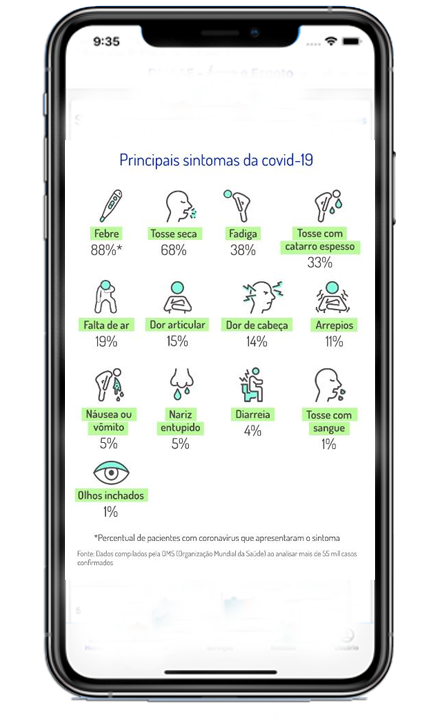 9:35
Principais sintomas da covid-19
Febre
88%*
Tosse seca
68%
Fadiga
38%
Tosse com
catarro espesso
33%
Falta de ar
19%
Dor articular
15%
Dor de cabeça
14%
Arrepios
11%
Náusea ou
vômito
5%
Nariz
entupido
5%
Diarreia
4%
Tosse com
sangue
1%
Olhos inchados
1%
*Percentual de pacientes com coronavírus que apresentaram o sintoma
Fonte: Dados compilados pela OMS (Organização Mundial da Saúde) ao analisar mais de 55 mil casos
confirmados